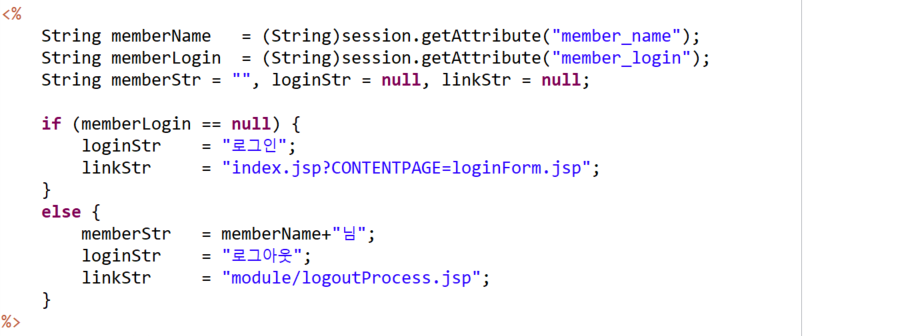 <%
String memberName = (String)session.getAttribute("member_name");
String memberLogin = (String)session.getAttribute("member_login");
String memberStr = "", loginStr = null, linkStr = null;
if (memberLogin == null) {
loginStr = "로그인";
linkStr = "index.jsp?CONTENTPAGE=loginForm.jsp";
}
else {
memberStr = memberName+"님";
loginStr = "로그아웃";
linkStr = "module/logoutProcess.jsp";
}
%>